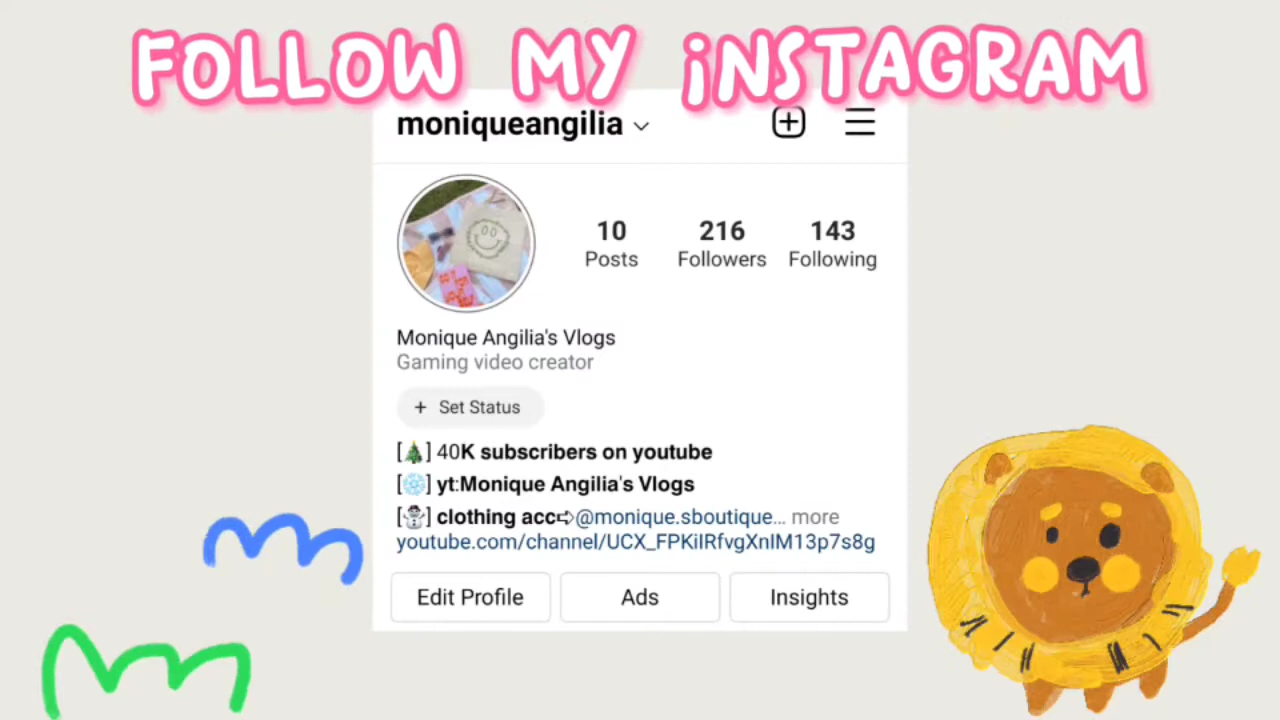 FOLLOW MY iNSTAGRAM
moniqueangilia
10 216 143
Posts Followers Following
Monique Angilia's Vlogs
Gaming video creator
+ Set Status
[🎄] 40K subscribers on youtube
[❄️] yt:Monique Angilia's Vlogs
[☃️] clothing acc➪@monique.sboutique... more
youtube.com/channel/UCX_FPKiIRfvgXnIM13p7s8g
Edit Profile Ads Insights